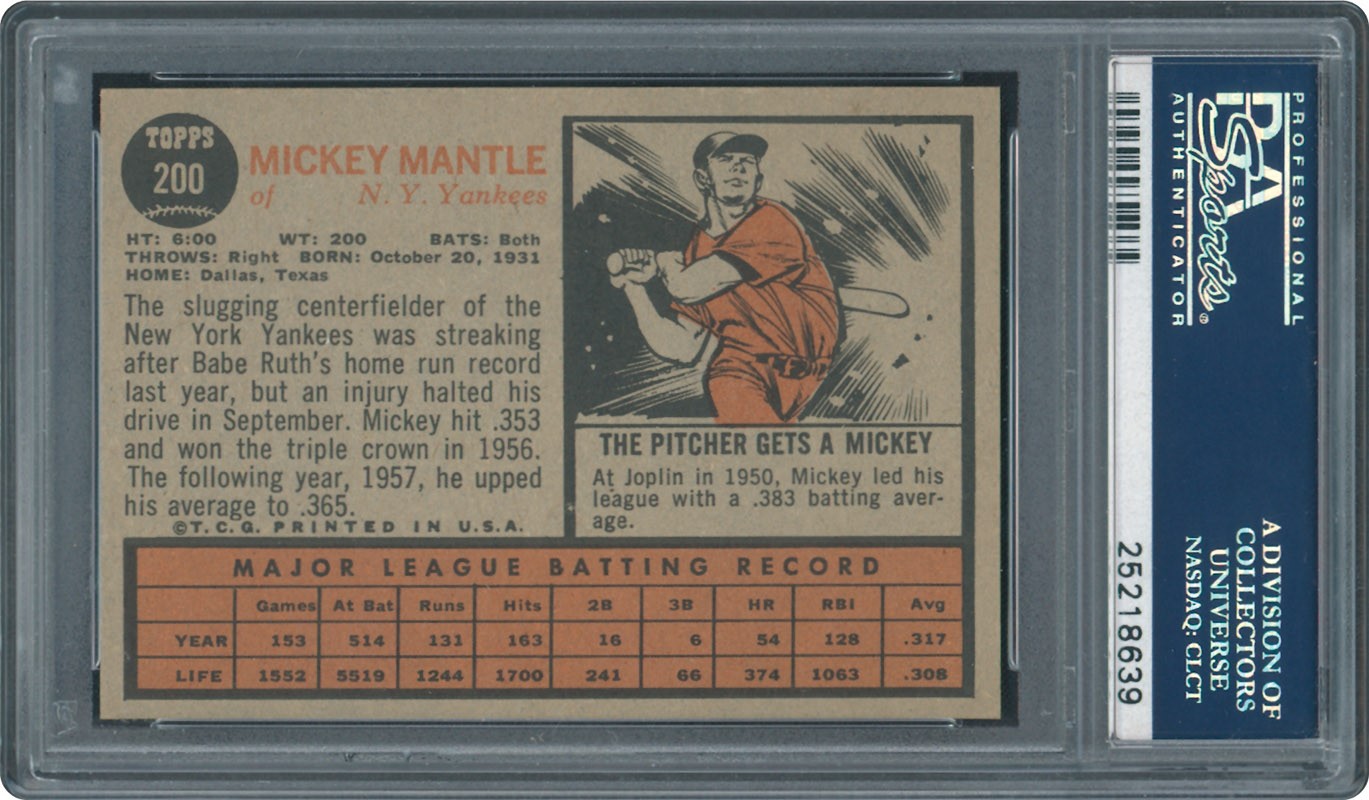 TOPPS
200
MICKEY MANTLE
of N. Y. Yankees
HT: 6:00 WT: 200 BATS: Both
THROWS: Right BORN: October 20, 1931
HOME: Dallas, Texas
The slugging centerfielder of the
New York Yankees was streaking
after Babe Ruth's home run record
last year, but an injury halted his
drive in September. Mickey hit .353
and won the triple crown in 1956.
The following year, 1957, he upped
his average to .365.
©T.C.G. PRINTED IN U.S.A.
THE PITCHER GETS A MICKEY
At Joplin in 1950, Mickey led his
league with a .383 batting aver-
age.
MAJOR LEAGUE BATTING RECORD
Games At Bat Runs Hits 2B 3B HR RBI Avg
YEAR 153 514 131 163 16 6 54 128 .317
LIFE 1552 5519 1244 1700 241 66 374 1063 .308
PROFESSIONAL
PSA
Sports®
AUTHENTICATOR
A DIVISION OF
COLLECTORS
UNIVERSE
NASDAQ: CLCT
25218639